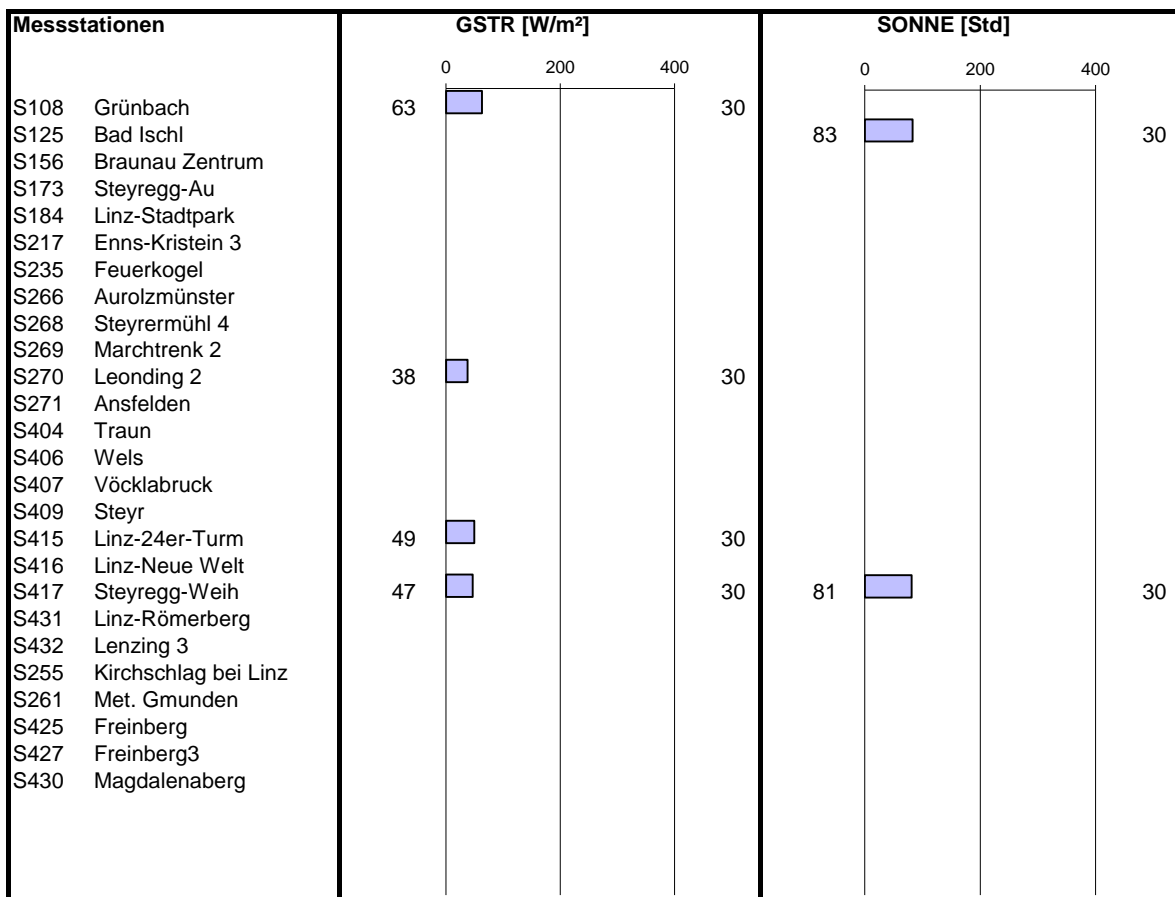 Messstationen GSTR [W/m²] SONNE [Std]
0 200 400 0 200 400
S108 Grünbach 63 30
S125 Bad Ischl 83 30
S156 Braunau Zentrum
S173 Steyregg-Au
S184 Linz-Stadtpark
S217 Enns-Kristein 3
S235 Feuerkogel
S266 Aurolzmünster
S268 Steyrermühl 4
S269 Marchtrenk 2
S270 Leonding 2 38 30
S271 Ansfelden
S404 Traun
S406 Wels
S407 Vöcklabruck
S409 Steyr
S415 Linz-24er-Turm 49 30
S416 Linz-Neue Welt
S417 Steyregg-Weih 47 30 81 30
S431 Linz-Römerberg
S432 Lenzing 3
S255 Kirchschlag bei Linz
S261 Met. Gmunden
S425 Freinberg
S427 Freinberg3
S430 Magdalenaberg